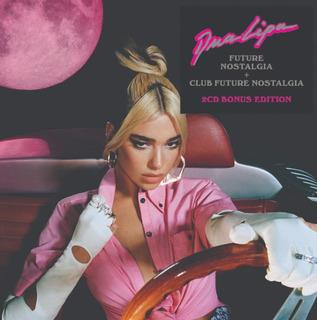 Dua Lipa
FUTURE
NOSTALGIA
+
CLUB FUTURE NOSTALGIA
2CD BONUS EDITION